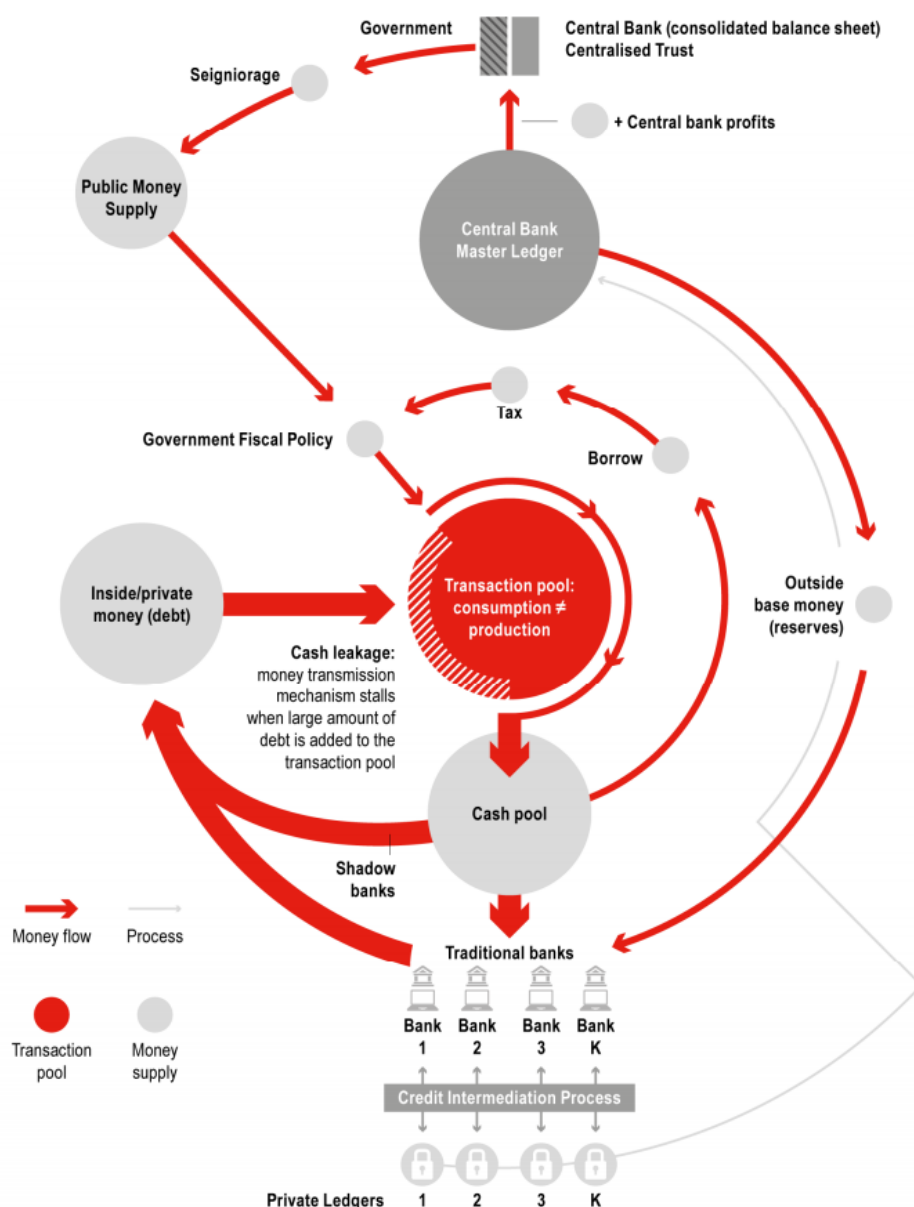 Government
Central Bank (consolidated balance sheet)
Centralised Trust
Seigniorage
+ Central bank profits
Public Money
Supply
Central Bank
Master Ledger
Tax
Government Fiscal Policy
Borrow
Inside/private
money (debt)
Transaction pool:
consumption ≠
production
Outside
base money
(reserves)
Cash leakage:
money transmission
mechanism stalls
when large amount of
debt is added to the
transaction pool
Cash pool
Shadow
banks
Money flow
Process
Traditional banks
Transaction
pool
Money
supply
Bank Bank Bank Bank
1 2 3 K
Credit Intermediation Process
Private Ledgers 1 2 3 K